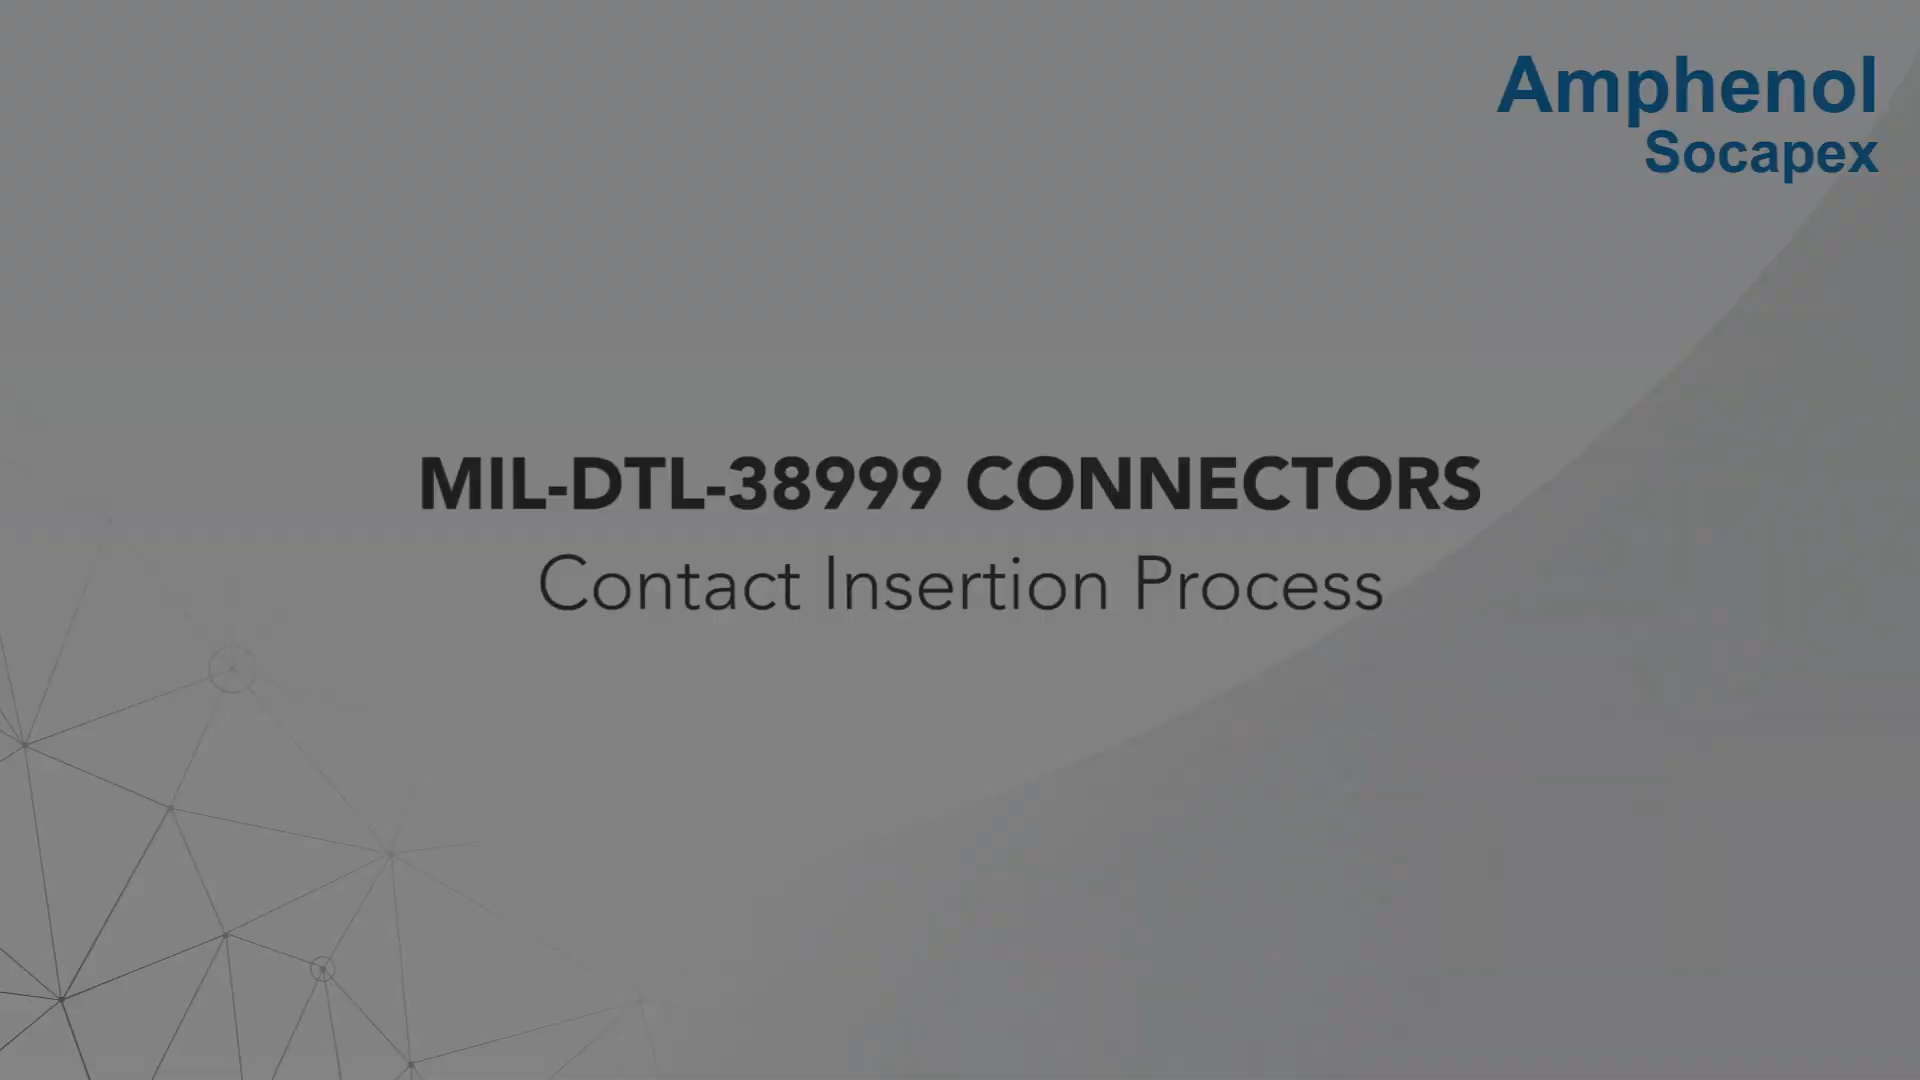 Amphenol
Socapex
MIL-DTL-38999 CONNECTORS
Contact Insertion Process